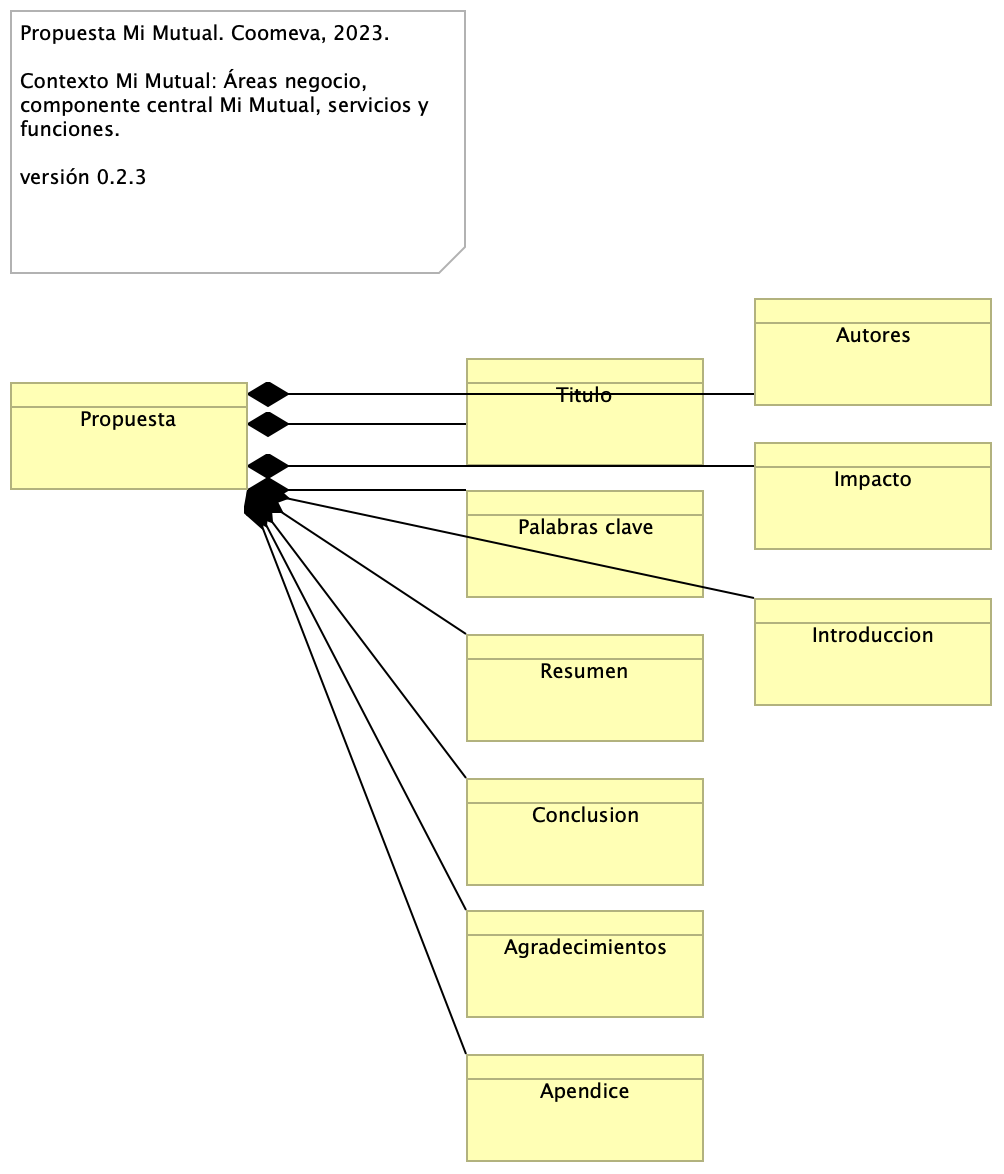 Propuesta Mi Mutual. Coomeva, 2023.
Contexto Mi Mutual: Áreas negocio,
componente central Mi Mutual, servicios y
funciones.
versión 0.2.3
Autores
Titulo
Propuesta
Impacto
Palabras clave
Introduccion
Resumen
Conclusion
Agradecimientos
Apendice